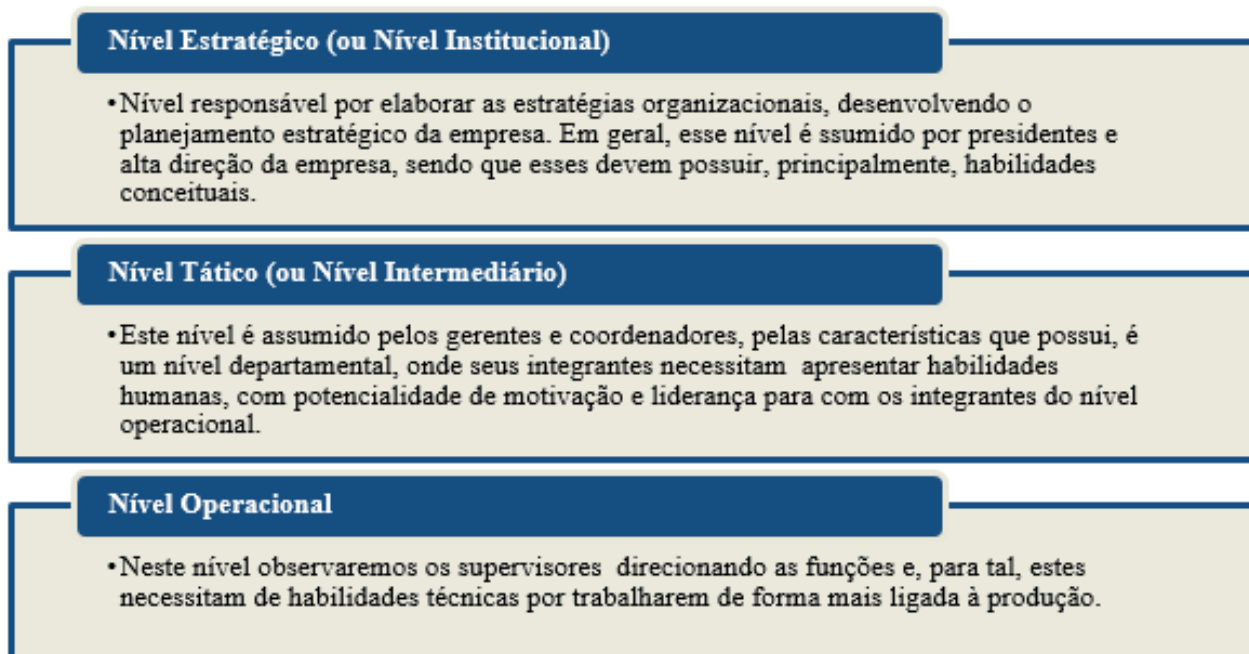 Nível Estratégico (ou Nível Institucional)
•Nível responsável por elaborar as estratégias organizacionais, desenvolvendo o
planejamento estratégico da empresa. Em geral, esse nível é ssumido por presidentes e
alta direção da empresa, sendo que esses devem possuir, principalmente, habilidades
conceituais.
Nível Tático (ou Nível Intermediário)
•Este nível é assumido pelos gerentes e coordenadores, pelas características que possui, é
um nível departamental, onde seus integrantes necessitam apresentar habilidades
humanas, com potencialidade de motivação e liderança para com os integrantes do nível
operacional.
Nível Operacional
•Neste nível observaremos os supervisores direcionando as funções e, para tal, estes
necessitam de habilidades técnicas por trabalharem de forma mais ligada à produção.